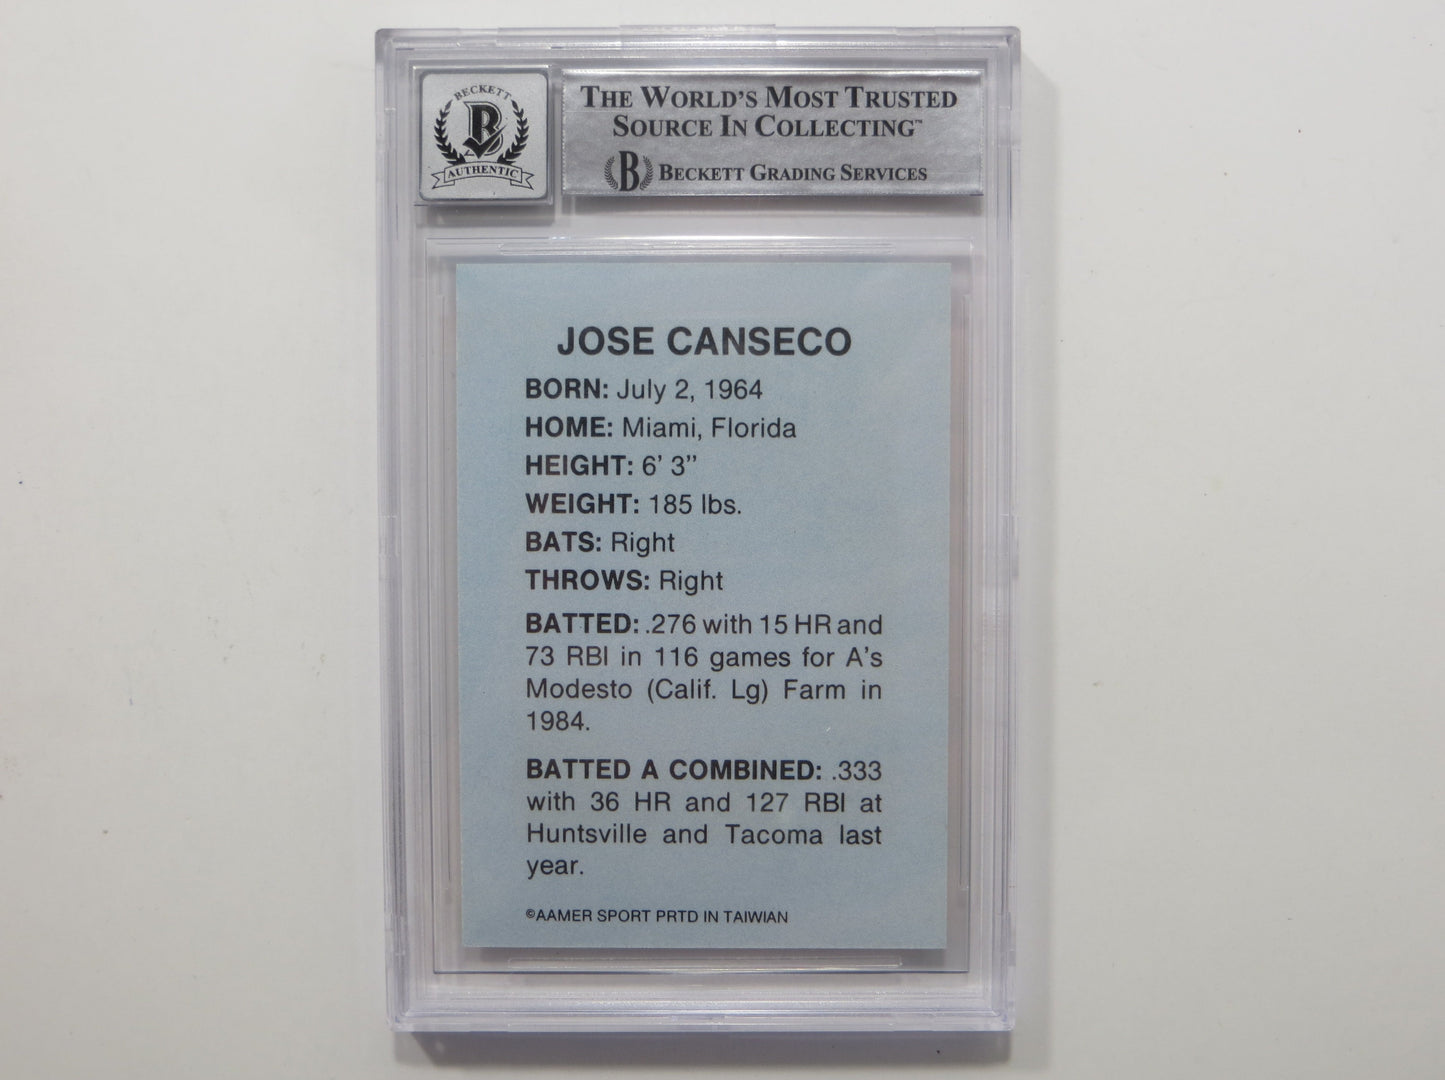 BECKETT
B
AUTHENTIC
THE WORLD'S MOST TRUSTED
SOURCE IN COLLECTING™
B BECKETT GRADING SERVICES
JOSE CANSECO
BORN: July 2, 1964
HOME: Miami, Florida
HEIGHT: 6' 3"
WEIGHT: 185 lbs.
BATS: Right
THROWS: Right
BATTED: .276 with 15 HR and
73 RBI in 116 games for A's
Modesto (Calif. Lg) Farm in
1984.
BATTED A COMBINED: .333
with 36 HR and 127 RBI at
Huntsville and Tacoma last
year.
©AAMER SPORT PRTD IN TAIWIAN